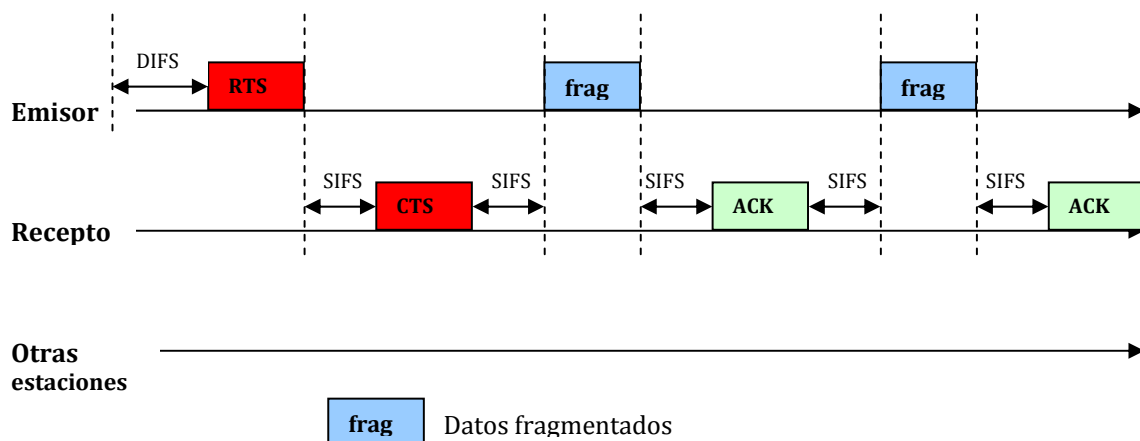 DIFS
RTS
frag
frag
Emisor
SIFS
SIFS
SIFS
SIFS
SIFS
CTS
ACK
ACK
Recepto
Otras
estaciones
frag
Datos fragmentados